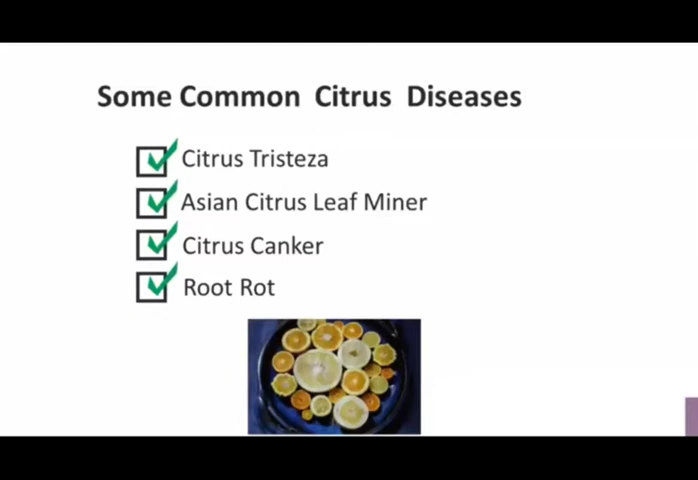 Some Common Citrus Diseases
Citrus Tristeza
Asian Citrus Leaf Miner
Citrus Canker
Root Rot